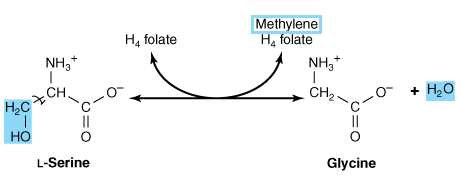 Methylene
H4 folate
H4 folate
NH3+
NH3+
CH
O−
CH2
O−
+ H2O
H2C
C
C
HO
O
O
L-Serine
Glycine